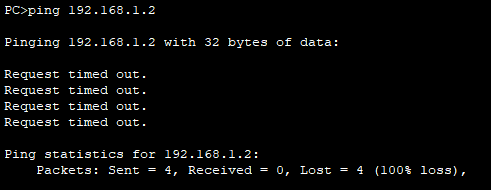 PC>ping 192.168.1.2
Pinging 192.168.1.2 with 32 bytes of data:
Request timed out.
Request timed out.
Request timed out.
Request timed out.
Ping statistics for 192.168.1.2:
Packets: Sent = 4, Received = 0, Lost = 4 (100% loss),